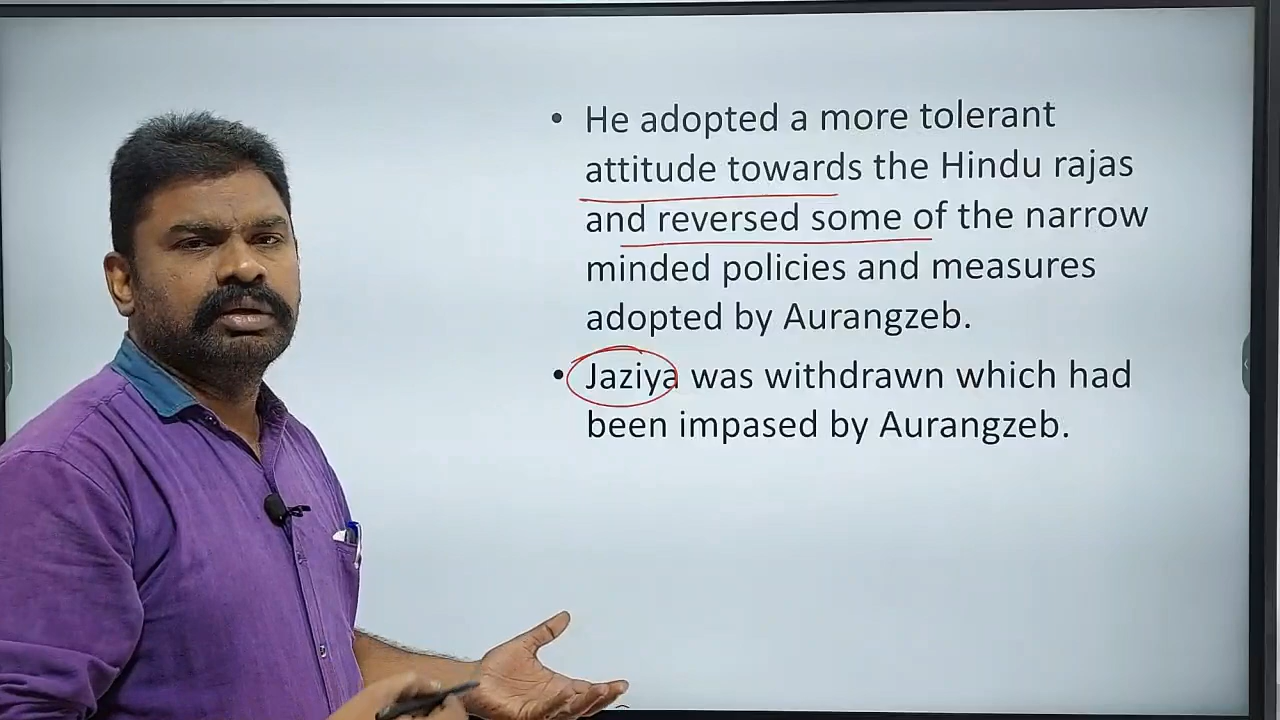 • He adopted a more tolerant
attitude towards the Hindu rajas
and reversed some of the narrow
minded policies and measures
adopted by Aurangzeb.
• Jaziya was withdrawn which had
been impased by Aurangzeb.